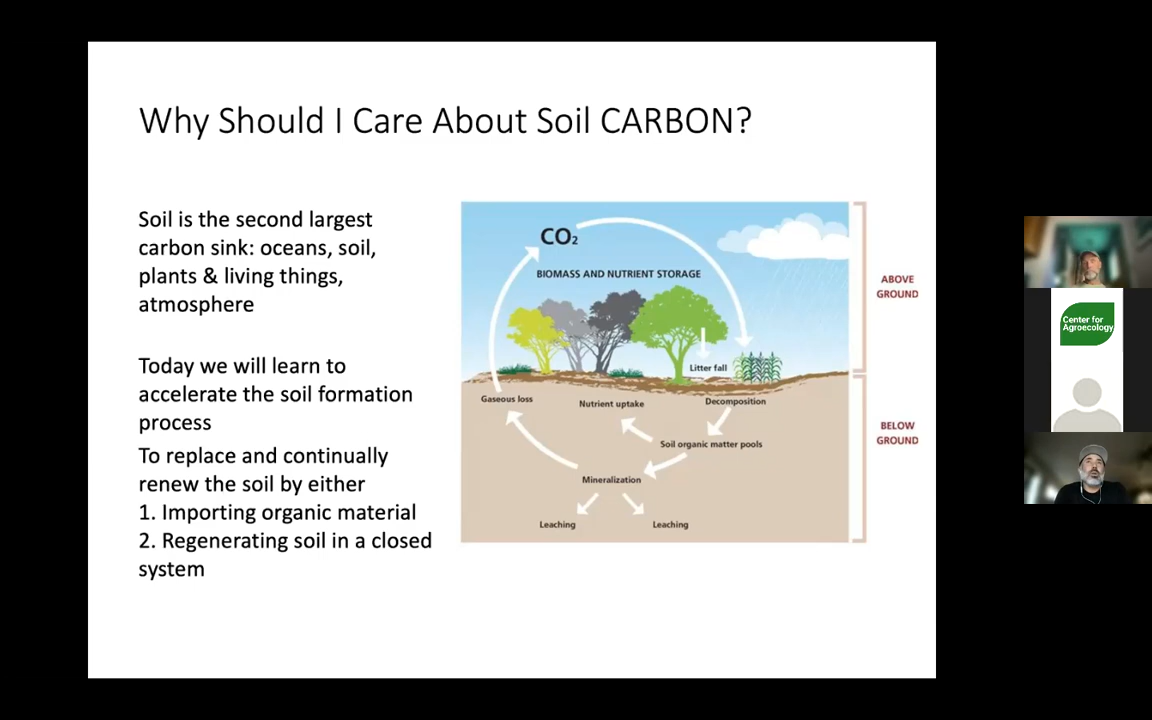 Why Should I Care About Soil CARBON?
Soil is the second largest
carbon sink: oceans, soil,
plants & living things,
atmosphere
Today we will learn to
accelerate the soil formation
process
To replace and continually
renew the soil by either
1. Importing organic material
2. Regenerating soil in a closed
system
CO₂
BIOMASS AND NUTRIENT STORAGE
Litter fall
Gaseous loss
Nutrient uptake
Decomposition
Soil organic matter pools
Mineralization
Leaching
Leaching
ABOVE
GROUND
BELOW
GROUND
Center for
Agroecology